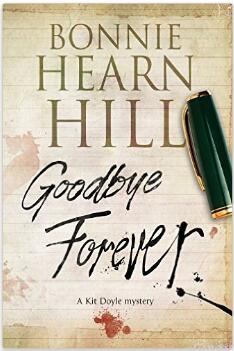 BONNIE
HEARN
HILL
Goodbye
Forever
A Kit Doyle mystery